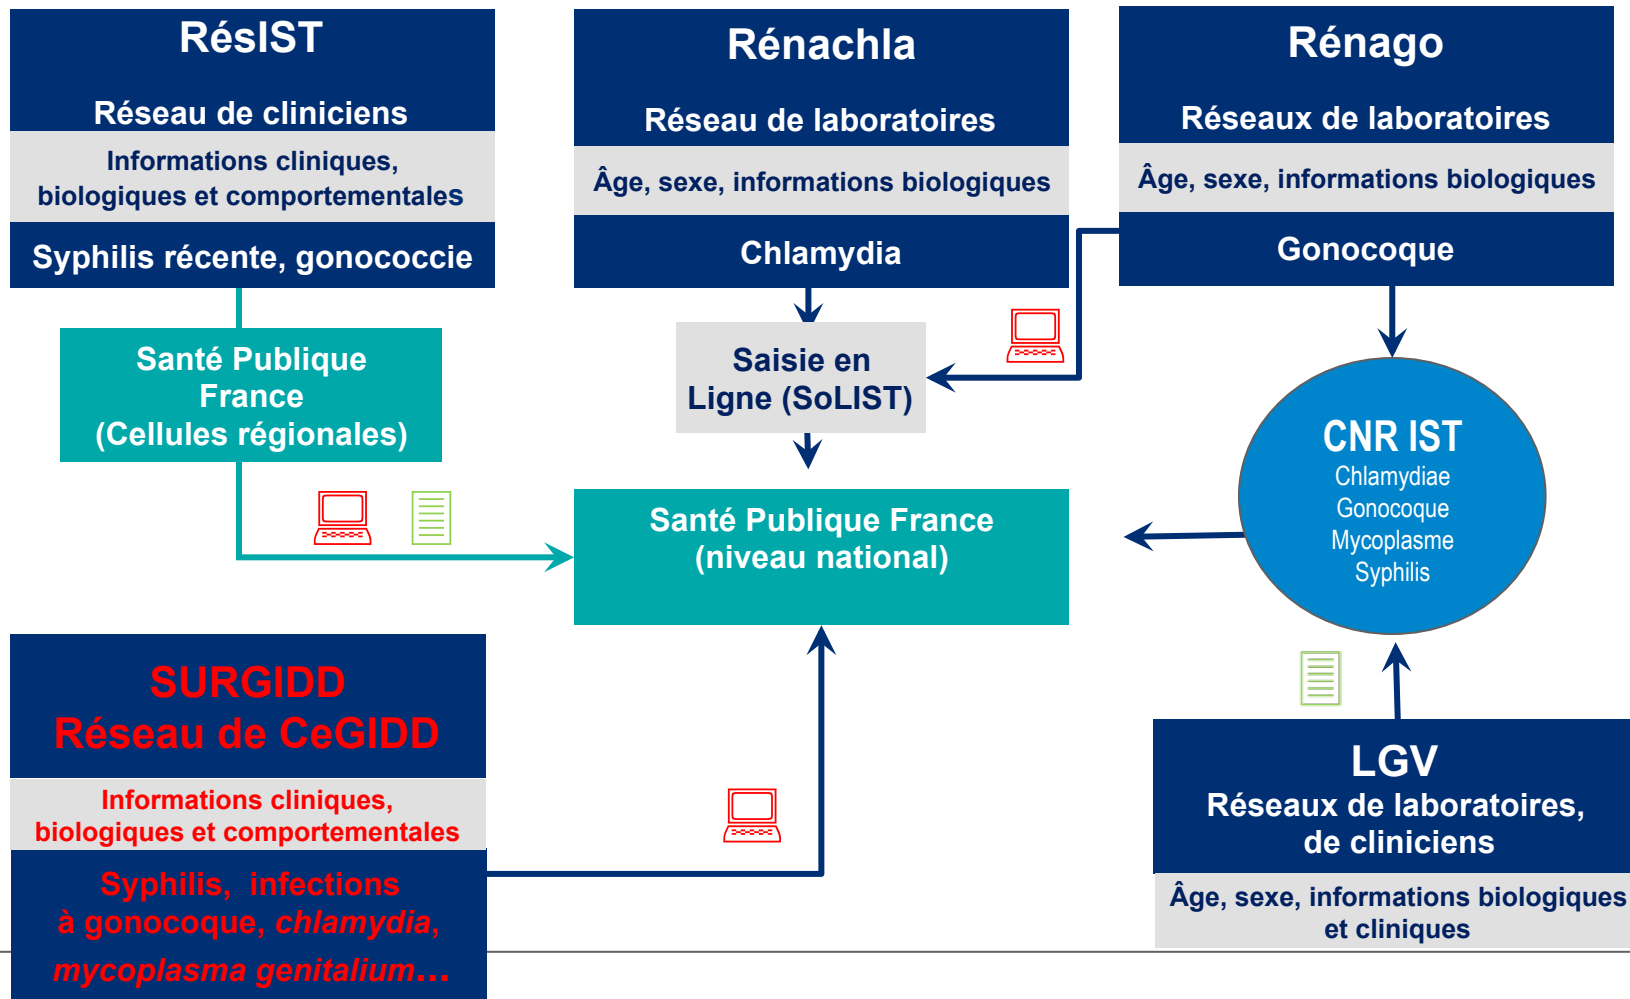 RésIST
Réseau de cliniciens
Informations cliniques,
biologiques et comportementales
Syphilis récente, gonococcie
Santé Publique
France
(Cellules régionales)
Rénachla
Réseau de laboratoires
Âge, sexe, informations biologiques
Chlamydia
Saisie en
Ligne (SoLIST)
Santé Publique France
(niveau national)
Rénago
Réseaux de laboratoires
Âge, sexe, informations biologiques
Gonocoque
CNR IST
Chlamydiae
Gonocoque
Mycoplasme
Syphilis
SURGIDD
Réseau de CeGIDD
Informations cliniques,
biologiques et comportementales
Syphilis, infections
à gonocoque, chlamydia,
mycoplasma genitalium...
LGV
Réseaux de laboratoires,
de cliniciens
Âge, sexe, informations biologiques
et cliniques